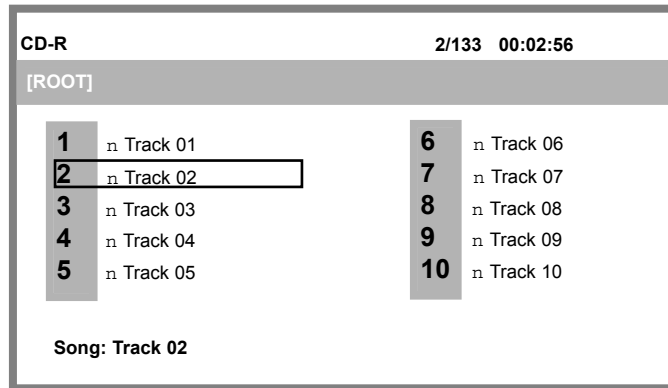 CD-R 2/133 00:02:56
[ROOT]
1 n Track 01
2 n Track 02
3 n Track 03
4 n Track 04
5 n Track 05
6 n Track 06
7 n Track 07
8 n Track 08
9 n Track 09
10 n Track 10
Song: Track 02